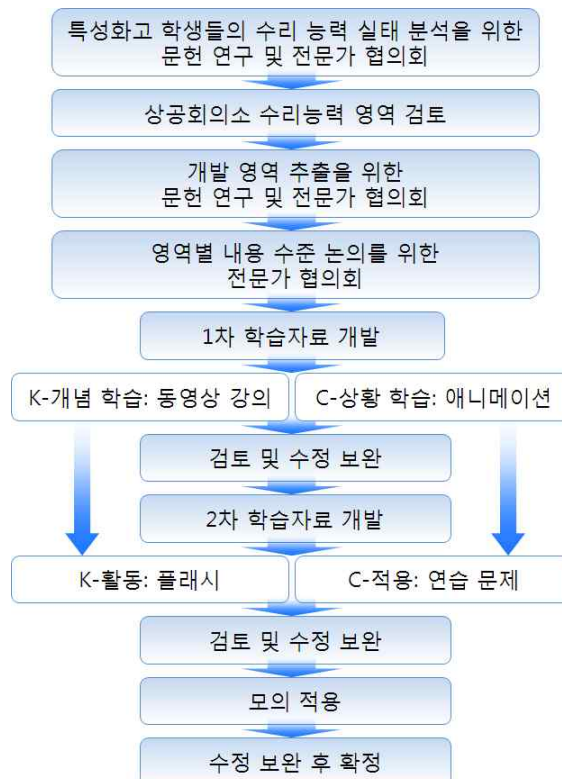 특성화고 학생들의 수리 능력 실태 분석을 위한
문헌 연구 및 전문가 협의회
상공회의소 수리능력 영역 검토
개발 영역 추출을 위한
문헌 연구 및 전문가 협의회
영역별 내용 수준 논의를 위한
전문가 협의회
1차 학습자료 개발
K-개념 학습: 동영상 강의
C-상황 학습: 애니메이션
검토 및 수정 보완
2차 학습자료 개발
K-활동: 플래시
C-적용: 연습 문제
검토 및 수정 보완
모의 적용
수정 보완 후 확정